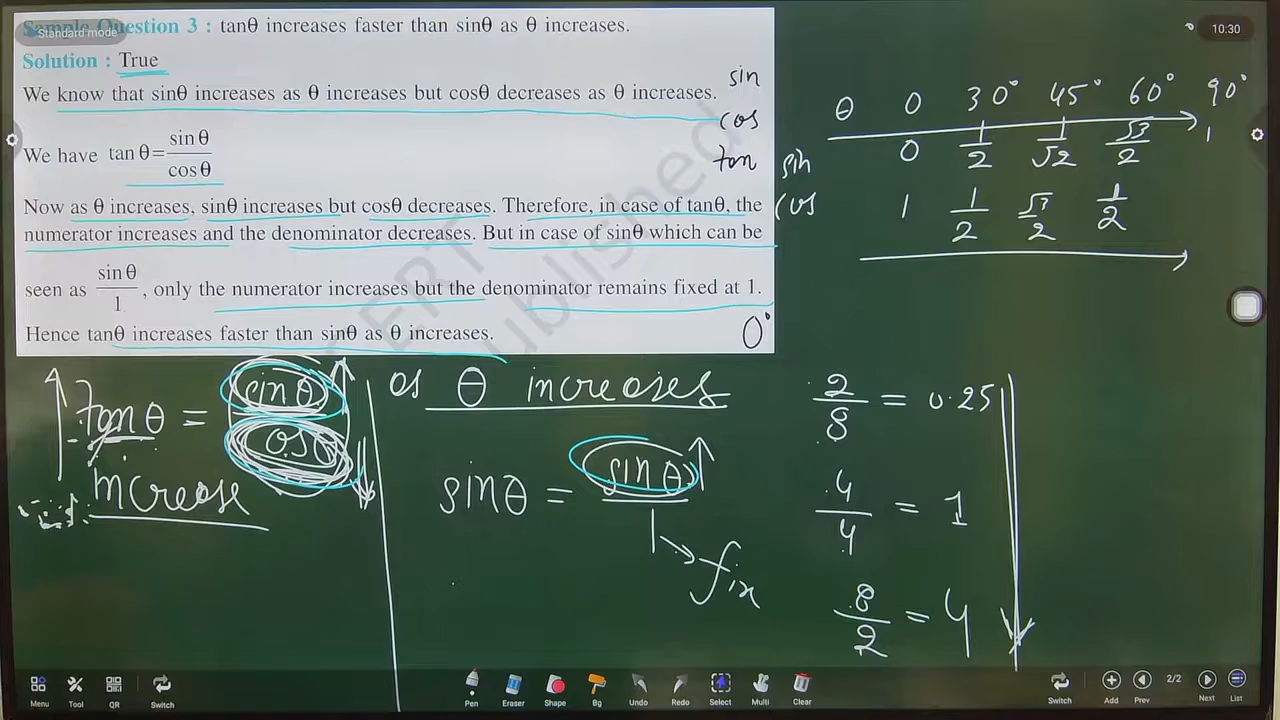 Sample Question 3 : tanθ increases faster than sinθ as θ increases.
Standard mode
Solution : True
We know that sinθ increases as θ increases but cosθ decreases as θ increases.
We have tan θ = sin θ / cos θ
Now as θ increases, sinθ increases but cosθ decreases. Therefore, in case of tanθ, the
numerator increases and the denominator decreases. But in case of sinθ which can be
seen as sin θ / 1 , only the numerator increases but the denominator remains fixed at 1.
Hence tanθ increases faster than sinθ as θ increases.
0°
sin
cos
tan
10:30
θ 0 30° 45° 60° 90°
sin 0 1/2 1/√2 √3/2 1
cos 1 1/2 √3/2 1/2
tanθ = sinθ / cosθ
increase
as θ increases
sinθ = sinθ / 1
fix
2/8 = 0.25
4/4 = 1
8/2 = 4
Menu Tool QR Switch Pen Eraser Shape Bg Undo Redo Select Multi Clear Switch Add Prev 2/2 Next List